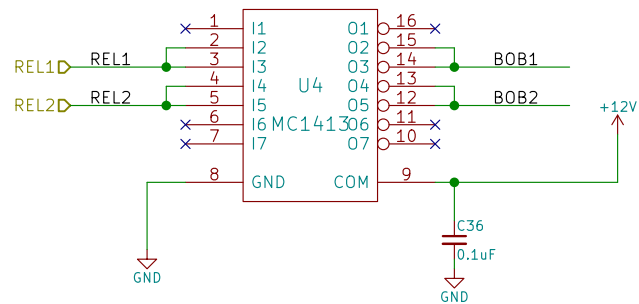 1 I1 O1 16
2 I2 O2 15
REL1 REL1 3 I3 O3 14 BOB1
4 I4 U4 O4 13
REL2 REL2 5 I5 O5 12 BOB2
6 I6 MC1413 O6 11
7 I7 O7 10
+12V
8 GND COM 9
C36
0.1uF
GND
GND